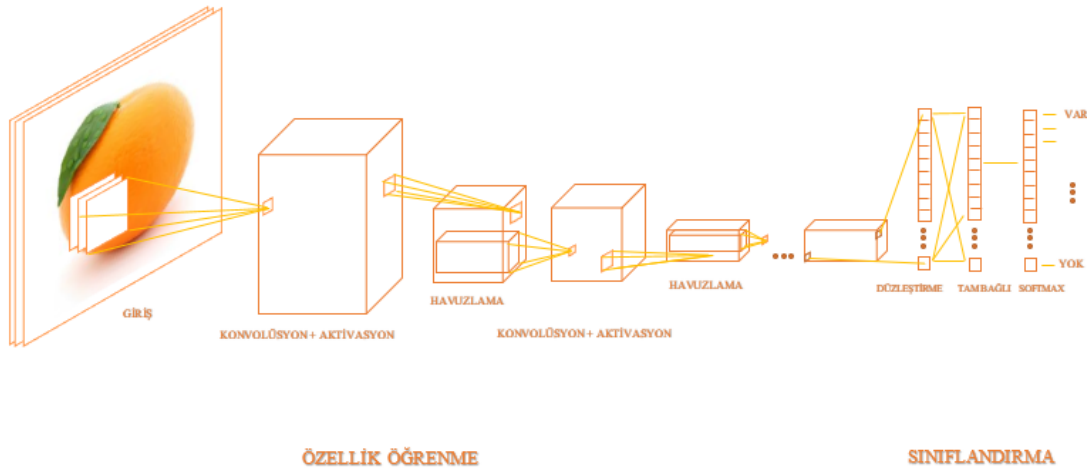 GİRİŞ
KONVOLÜSYON + AKTİVASYON
HAVUZLAMA
KONVOLÜSYON + AKTİVASYON
HAVUZLAMA
DÜZLEŞTİRME
TAMBAĞLI
SOFTMAX
VAR
YOK
ÖZELLİK ÖĞRENME
SINIFLANDIRMA